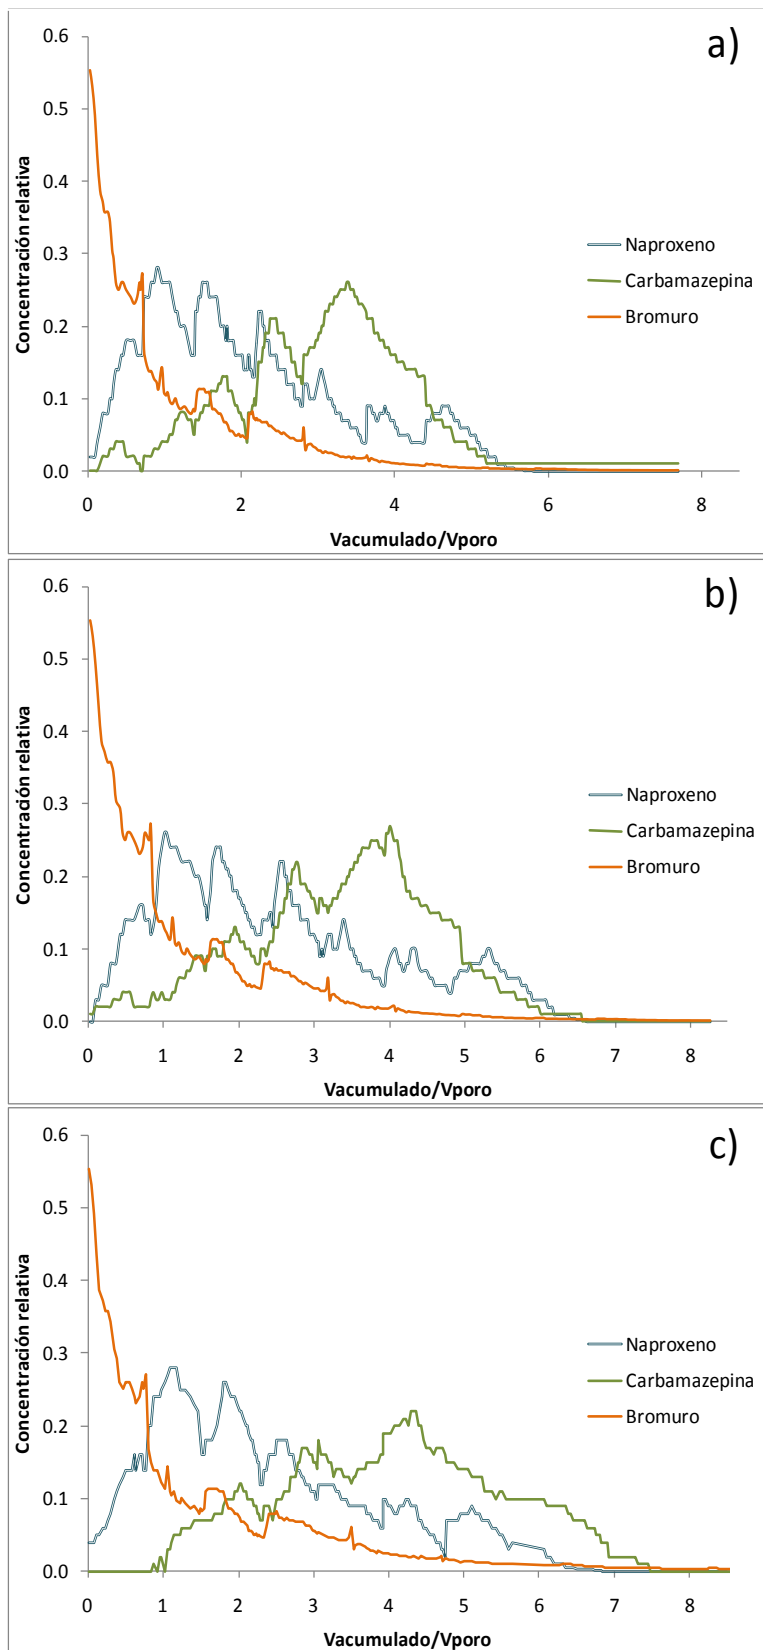 a)
0.6
0.5
0.4
0.3
0.2
0.1
0.0
Concentración relativa
Naproxeno
Carbamazepina
Bromuro
0 2 4 6 8
Vacumulado/Vporo
b)
0.6
0.5
0.4
0.3
0.2
0.1
0.0
Concentración relativa
Naproxeno
Carbamazepina
Bromuro
0 1 2 3 4 5 6 7 8
Vacumulado/Vporo
c)
0.6
0.5
0.4
0.3
0.2
0.1
0.0
Concentración relativa
Naproxeno
Carbamazepina
Bromuro
0 1 2 3 4 5 6 7 8
Vacumulado/Vporo